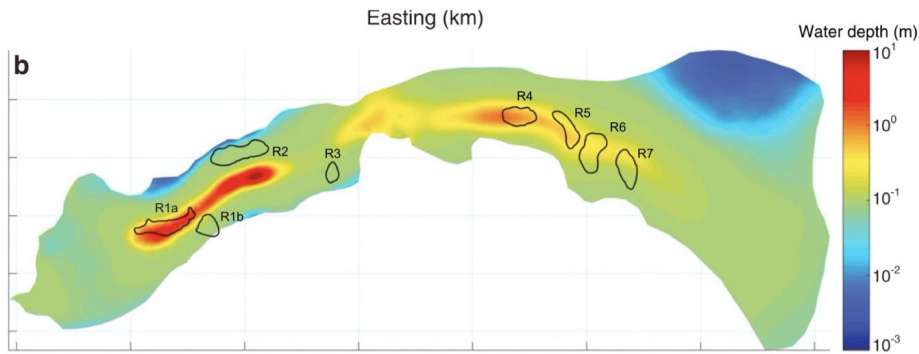 Easting (km)
Water depth (m)
b
10^1
R4
R5
10^0
R6
R2
R3
R7
10^-1
R1a
R1b
10^-2
10^-3